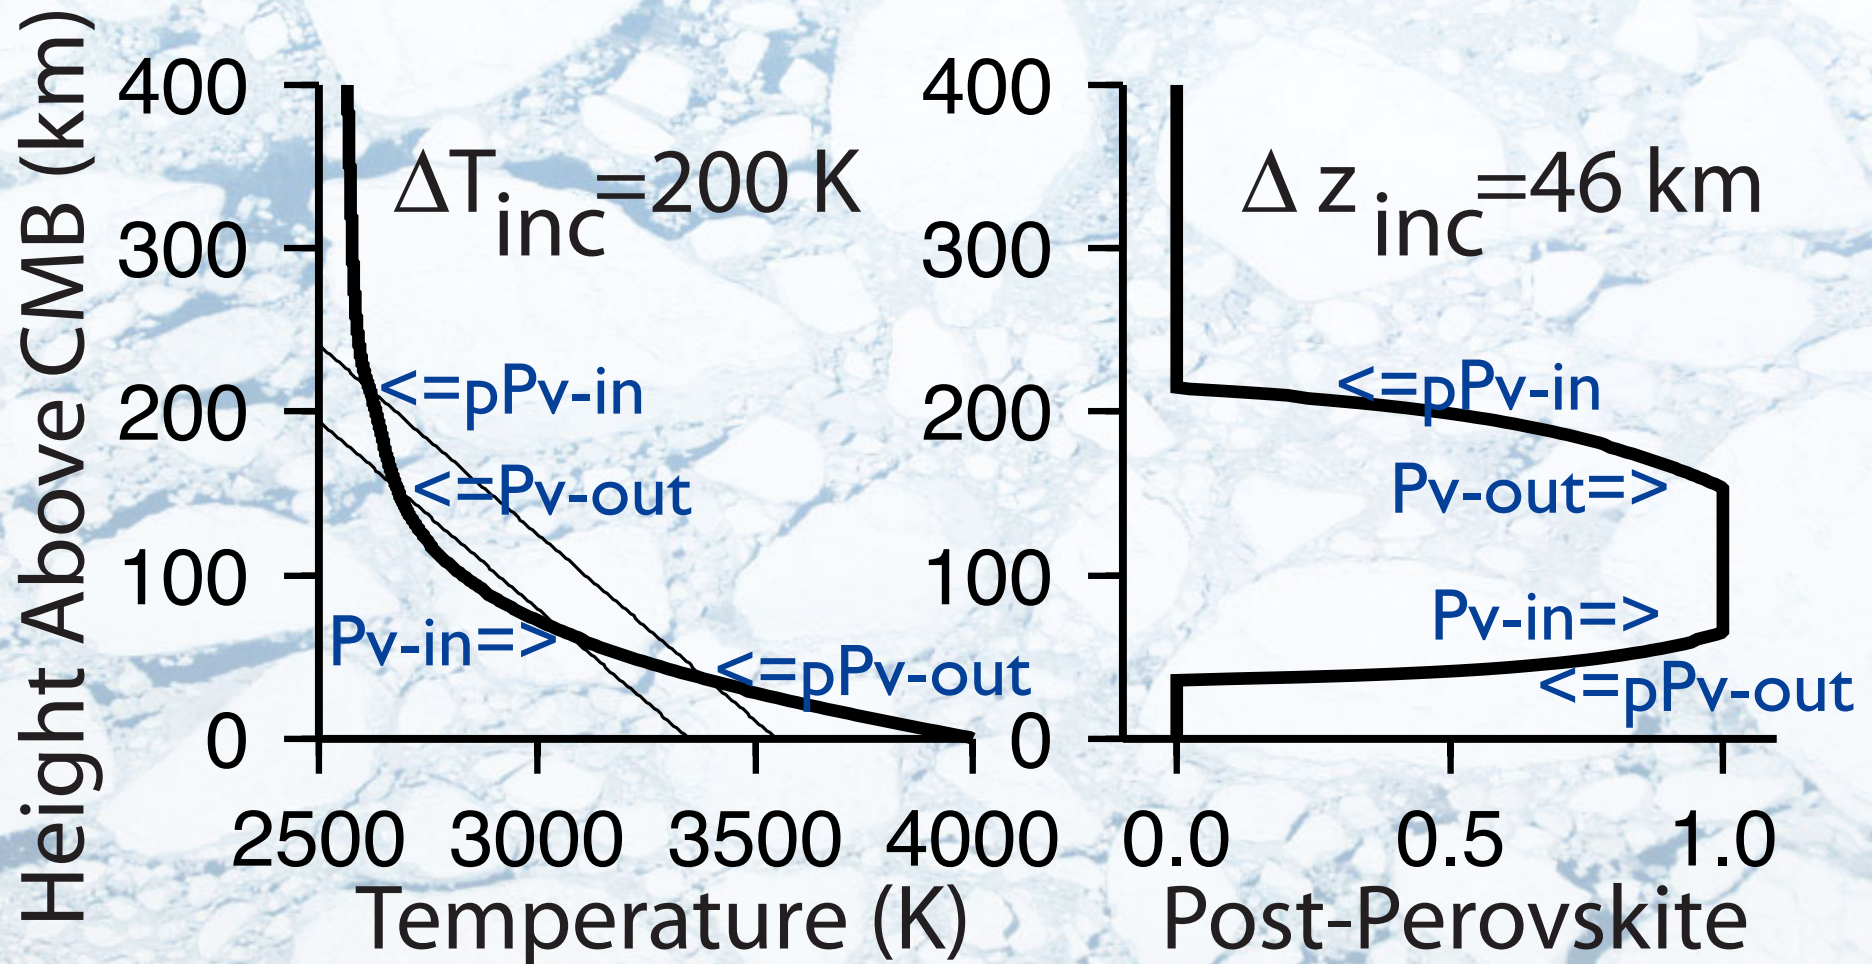 Height Above CMB (km)
400
300
200
100
0
ΔTinc=200 K
<=pPv-in
<=Pv-out
Pv-in=>
<=pPv-out
2500 3000 3500 4000
Temperature (K)
400
300
200
100
0
Δ z inc=46 km
<=pPv-in
Pv-out=>
Pv-in=>
<=pPv-out
0.0 0.5 1.0
Post-Perovskite